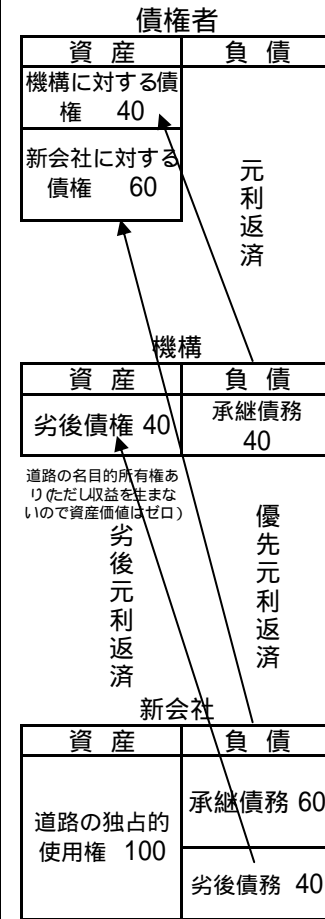 債権者
資 産
負 債
機構に対する債
権 40
新会社に対する
債権 60
元利返済
機構
資 産
負 債
劣後債権 40
承継債務
40
道路の名目的所有権あ
り(ただし収益を生まな
いので資産価値はゼロ)
劣後元利返済
優先元利返済
新会社
資 産
負 債
道路の独占的
使用権 100
承継債務 60
劣後債務 40